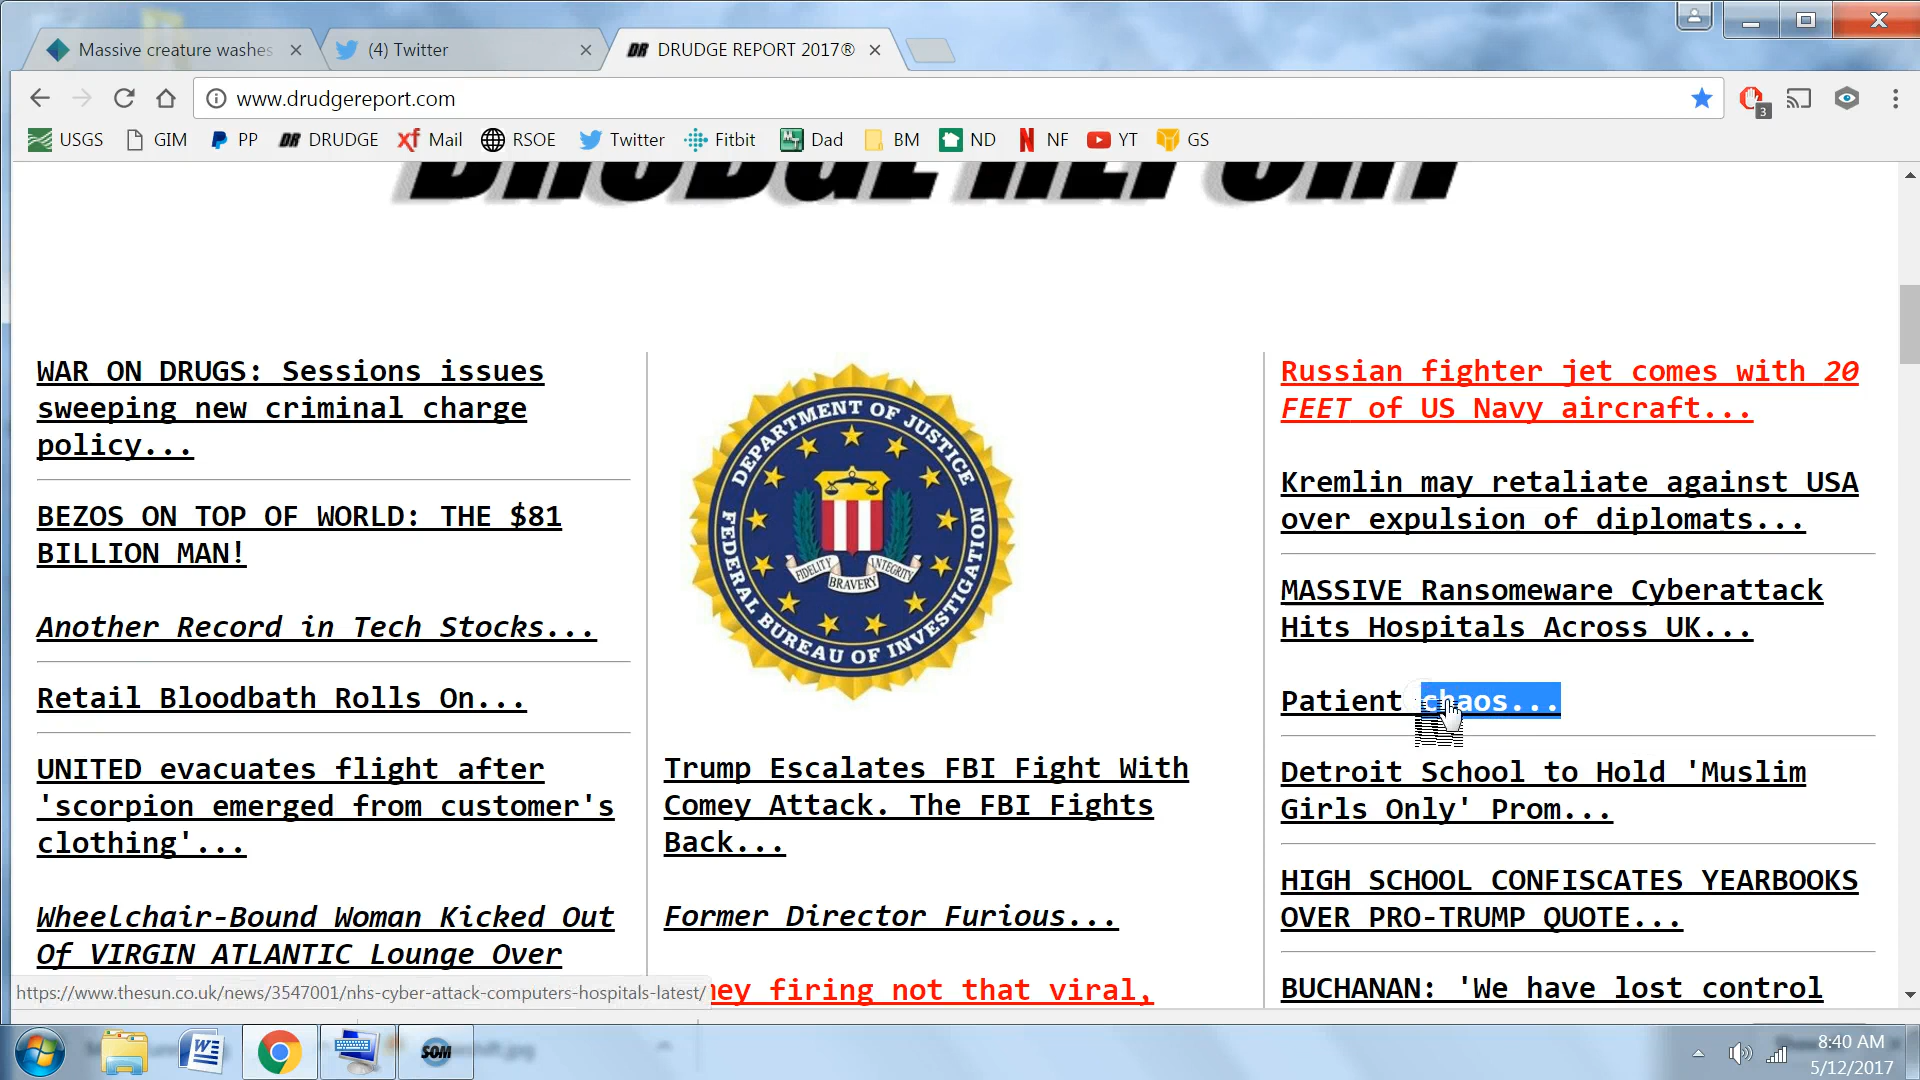 Massive creature washes
(4) Twitter
DR DRUDGE REPORT 2017®
www.drudgereport.com
3
USGS
GIM
PP
DR DRUDGE
xf Mail
RSOE
Twitter
Fitbit
Dad
BM
ND
N NF
YT
GS
DRUDGE REPORT
WAR ON DRUGS: Sessions issues
sweeping new criminal charge
policy...
BEZOS ON TOP OF WORLD: THE $81
BILLION MAN!
Another Record in Tech Stocks...
Retail Bloodbath Rolls On...
UNITED evacuates flight after
'scorpion emerged from customer's
clothing'...
Wheelchair-Bound Woman Kicked Out
Of VIRGIN ATLANTIC Lounge Over
DEPARTMENT OF JUSTICE
FIDELITY BRAVERY INTEGRITY
FEDERAL BUREAU OF INVESTIGATION
Trump Escalates FBI Fight With
Comey Attack. The FBI Fights
Back...
Former Director Furious...
mey firing not that viral,
Russian fighter jet comes with 20
FEET of US Navy aircraft...
Kremlin may retaliate against USA
over expulsion of diplomats...
MASSIVE Ransomeware Cyberattack
Hits Hospitals Across UK...
Patient chaos...
Detroit School to Hold 'Muslim
Girls Only' Prom...
HIGH SCHOOL CONFISCATES YEARBOOKS
OVER PRO-TRUMP QUOTE...
BUCHANAN: 'We have lost control
https://www.thesun.co.uk/news/3547001/nhs-cyber-attack-computers-hospitals-latest/
W
SOM
8:40 AM
5/12/2017